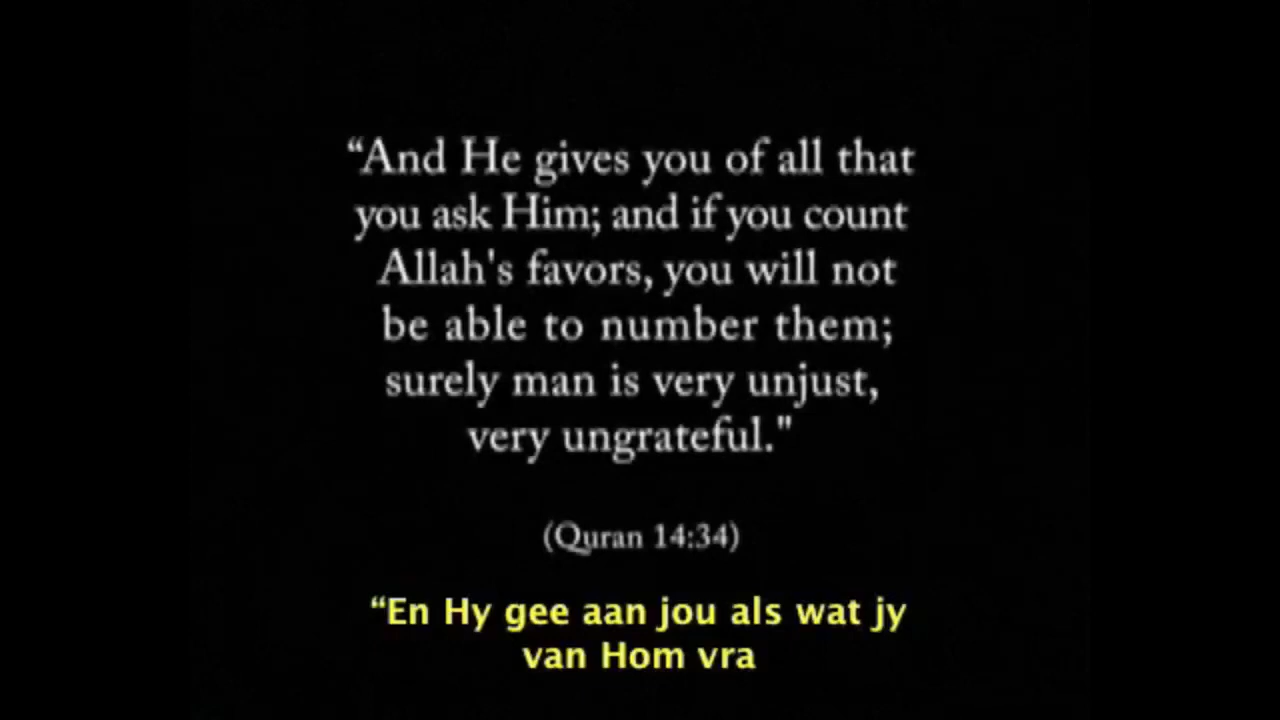 “And He gives you of all that
you ask Him; and if you count
Allah's favors, you will not
be able to number them;
surely man is very unjust,
very ungrateful."
(Quran 14:34)
“En Hy gee aan jou als wat jy
van Hom vra